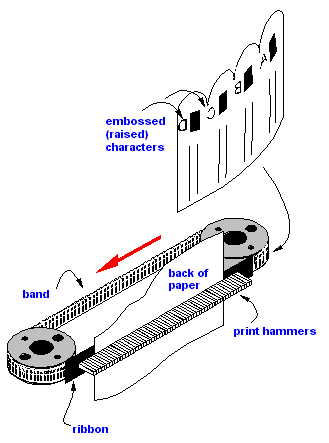 A
B
C
D
embossed
(raised)
characters
back of
paper
band
print hammers
ribbon